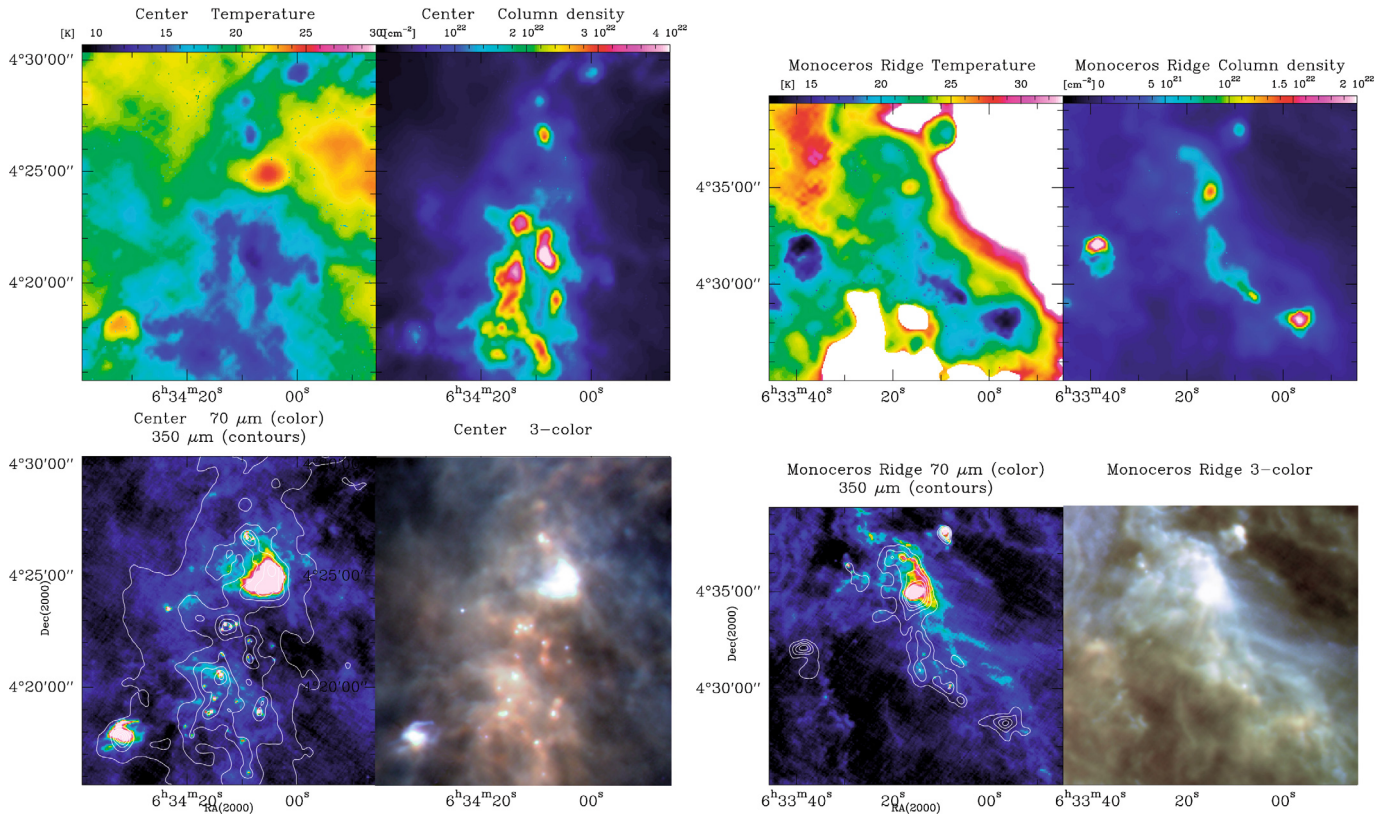 Center Temperature
Center Column density
[K] 10 15 20 25 30
[cm⁻²] 10²² 2 10²² 3 10²² 4 10²²
4°30′00″
4°25′00″
4°20′00″
6ʰ34ᵐ20ˢ 00ˢ
20ˢ 00ˢ
Monoceros Ridge Temperature
Monoceros Ridge Column density
[K] 15 20 25 30
[cm⁻²] 0 5 10²¹ 10²² 1.5 10²² 2 10²²
4°35′00″
4°30′00″
6ʰ33ᵐ40ˢ 20ˢ 00ˢ
6ʰ33ᵐ40ˢ 20ˢ 00ˢ
Center 70 μm (color)
350 μm (contours)
Center 3-color
4°30′00″
4°25′00″
4°20′00″
4°25′00″
4°20′00″
Dec(2000)
6ʰ34ᵐ20ˢ 00ˢ
RA(2000)
6ʰ34ᵐ20ˢ 00ˢ
Monoceros Ridge 70 μm (color)
350 μm (contours)
Monoceros Ridge 3-color
4°35′00″
4°30′00″
Dec(2000)
6ʰ33ᵐ40ˢ 20ˢ 00ˢ
RA(2000)
6ʰ33ᵐ40ˢ 20ˢ 00ˢ